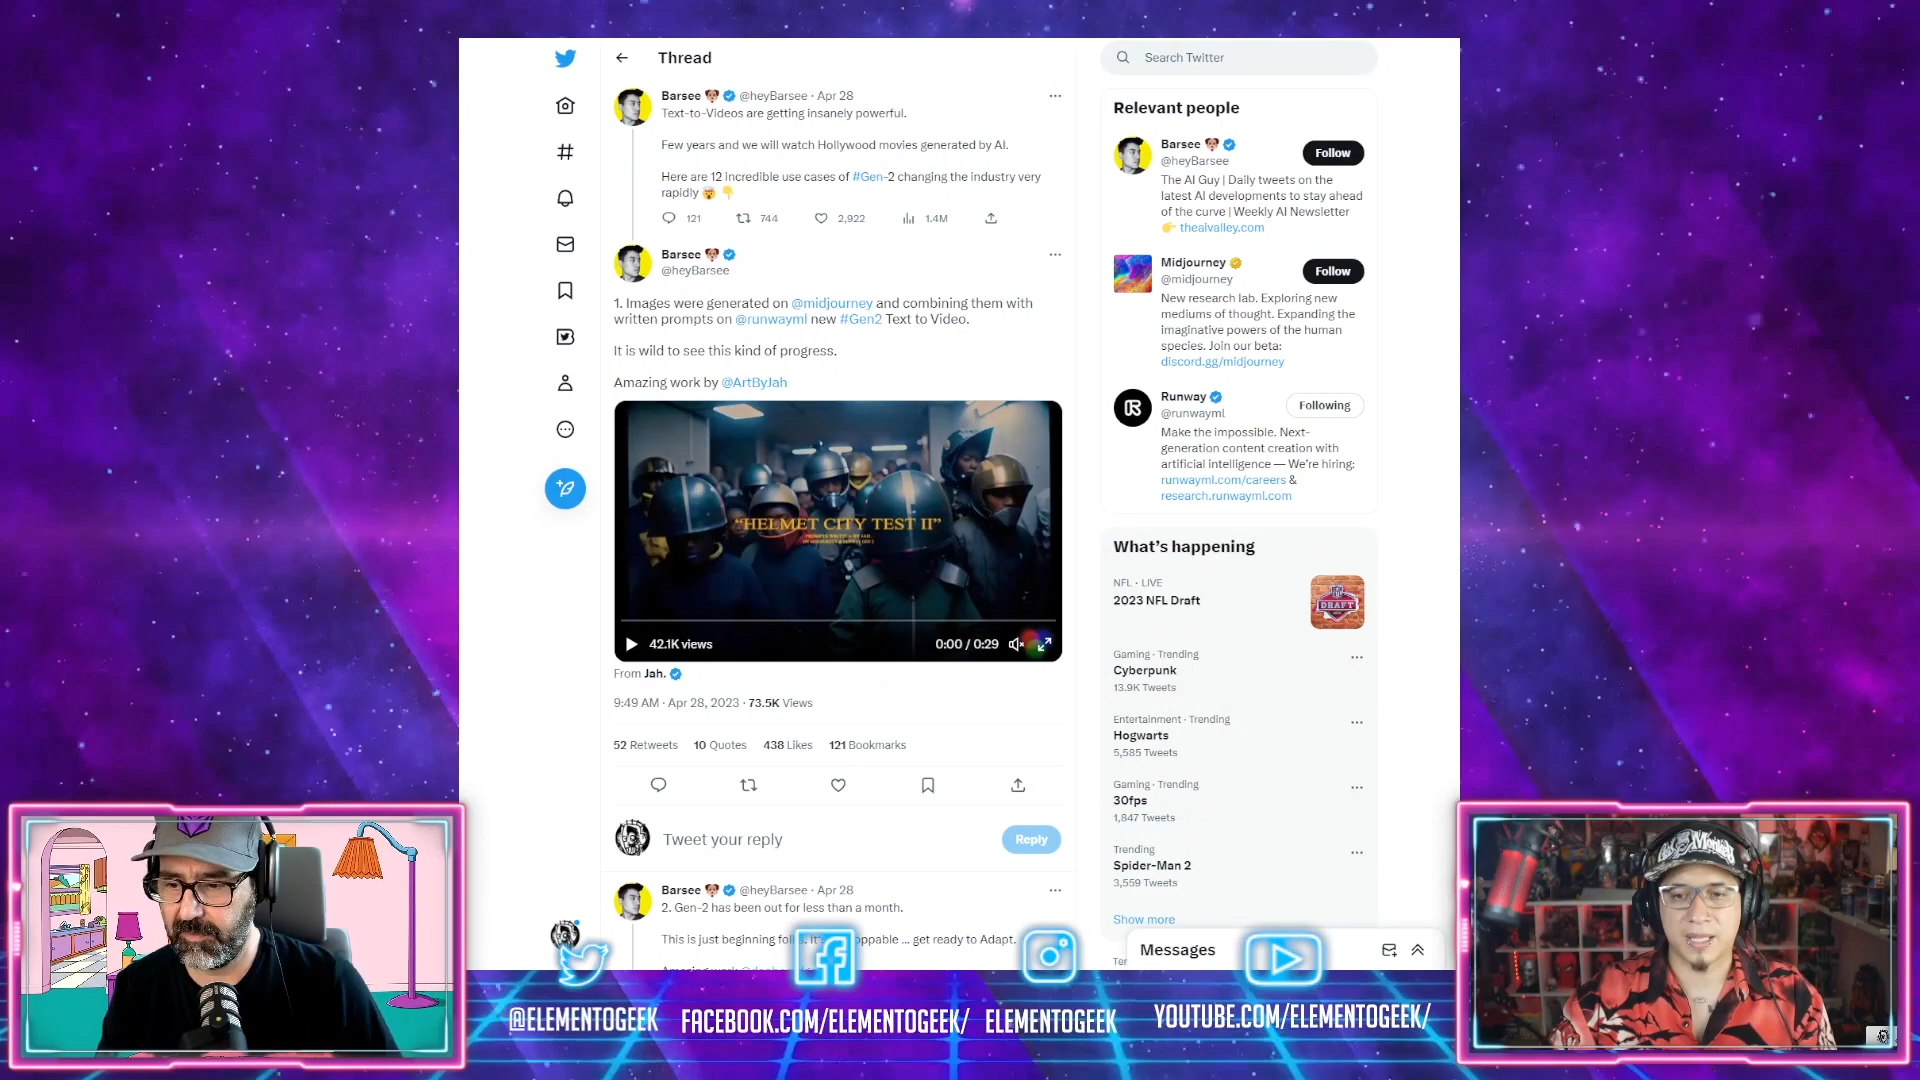 Thread
Barsee @heyBarsee · Apr 28
Text-to-Videos are getting insanely powerful.
Few years and we will watch Hollywood movies generated by AI.
Here are 12 incredible use cases of #Gen-2 changing the industry very
rapidly
121 744 2,922 1.4M
Barsee
@heyBarsee
1. Images were generated on @midjourney and combining them with
written prompts on @runwayml new #Gen2 Text to Video.
It is wild to see this kind of progress.
Amazing work by @ArtByJah
"HELMET CITY TEST II"
42.1K views 0:00 / 0:29
From Jah.
9:49 AM · Apr 28, 2023 · 73.5K Views
52 Retweets 10 Quotes 438 Likes 121 Bookmarks
Tweet your reply
Reply
Barsee @heyBarsee · Apr 28
2. Gen-2 has been out for less than a month.
This is just beginning ... get ready to Adapt.
Search Twitter
Relevant people
Barsee
@heyBarsee
Follow
The AI Guy | Daily tweets on the
latest AI developments to stay ahead
of the curve | Weekly AI Newsletter
theaivalley.com
Midjourney
@midjourney
Follow
New research lab. Exploring new
mediums of thought. Expanding the
imaginative powers of the human
species. Join our beta:
discord.gg/midjourney
Runway
@runwayml
Following
Make the impossible. Next-
generation content creation with
artificial intelligence — We're hiring:
runwayml.com/careers &
research.runwayml.com
What's happening
NFL · LIVE
2023 NFL Draft
DRAFT
Gaming · Trending
Cyberpunk
13.9K Tweets
Entertainment · Trending
Hogwarts
5,585 Tweets
Gaming · Trending
30fps
1,847 Tweets
Trending
Spider-Man 2
3,559 Tweets
Show more
Messages
@ELEMENTOGEEK
FACEBOOK.COM/ELEMENTOGEEK/
ELEMENTOGEEK
YOUTUBE.COM/ELEMENTOGEEK/